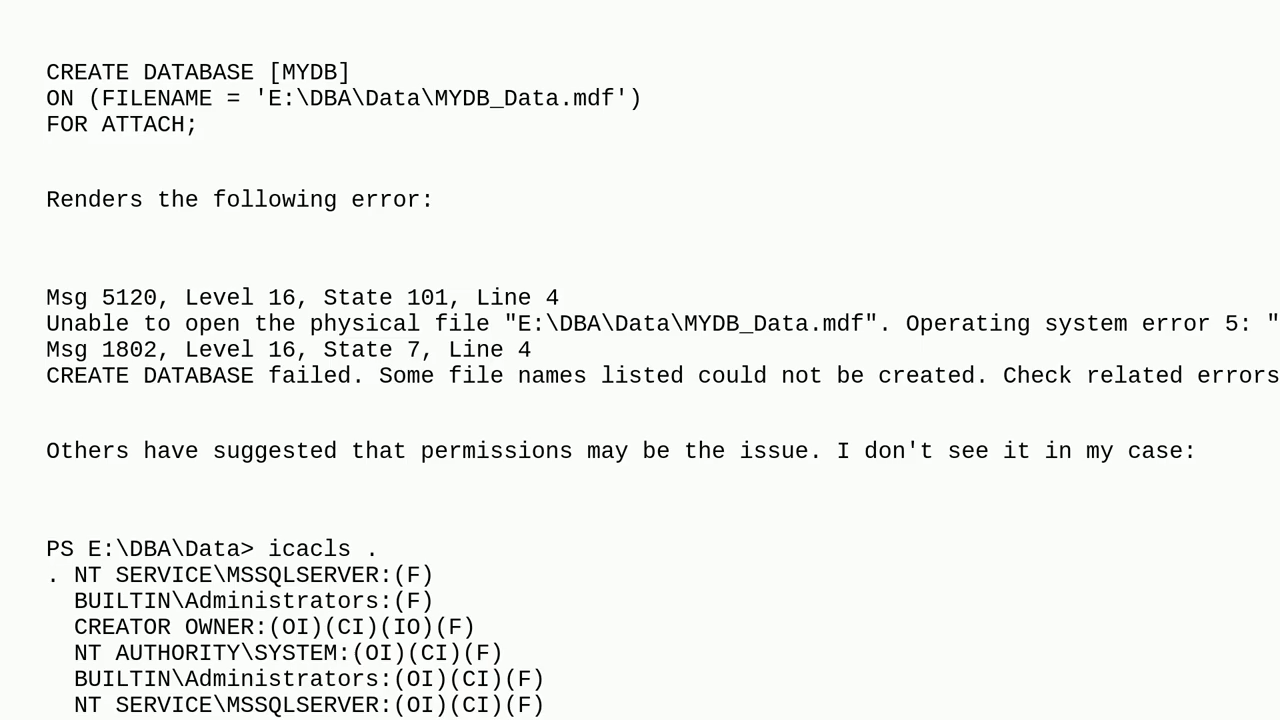 CREATE DATABASE [MYDB]
ON (FILENAME = 'E:\DBA\Data\MYDB_Data.mdf')
FOR ATTACH;
Renders the following error:
Msg 5120, Level 16, State 101, Line 4
Unable to open the physical file "E:\DBA\Data\MYDB_Data.mdf". Operating system error 5: "
Msg 1802, Level 16, State 7, Line 4
CREATE DATABASE failed. Some file names listed could not be created. Check related errors
Others have suggested that permissions may be the issue. I don't see it in my case:
PS E:\DBA\Data> icacls .
. NT SERVICE\MSSQLSERVER:(F)
BUILTIN\Administrators:(F)
CREATOR OWNER:(OI)(CI)(IO)(F)
NT AUTHORITY\SYSTEM:(OI)(CI)(F)
BUILTIN\Administrators:(OI)(CI)(F)
NT SERVICE\MSSQLSERVER:(OI)(CI)(F)